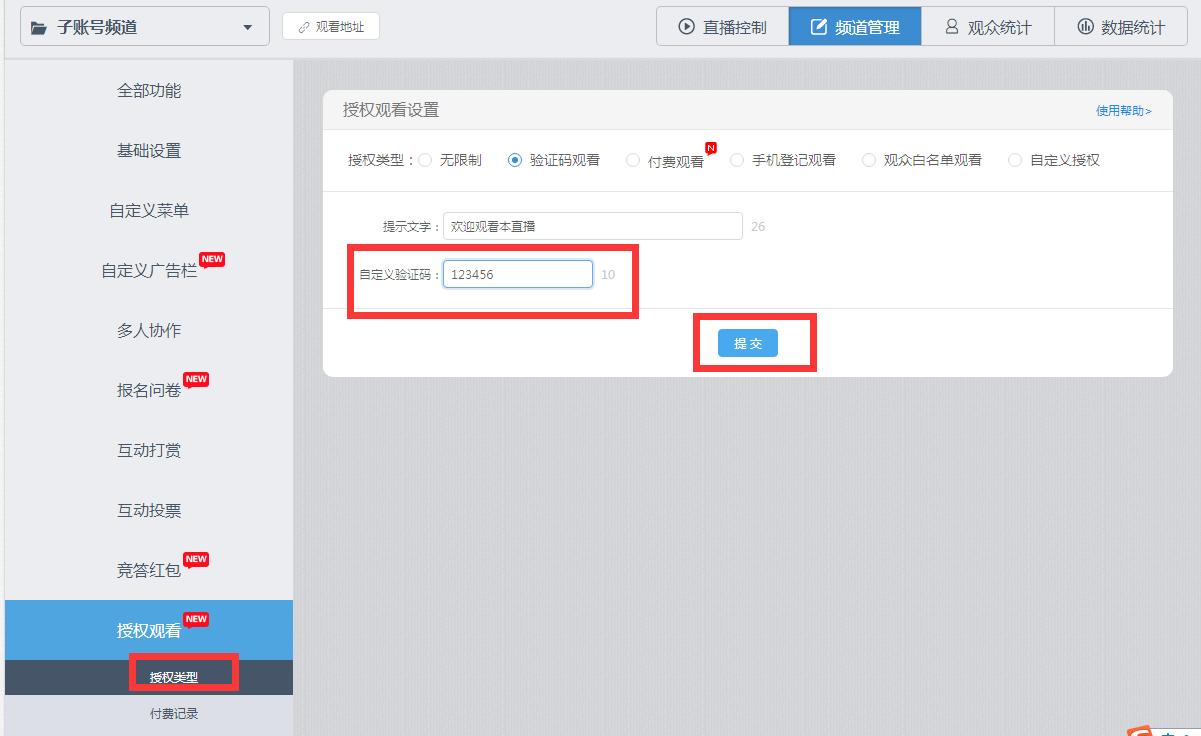 子账号频道
观看地址
直播控制
频道管理
观众统计
数据统计
全部功能
基础设置
自定义菜单
自定义广告栏 NEW
多人协作
报名问卷 NEW
互动打赏
互动投票
竞答红包 NEW
授权观看 NEW
授权类型
付费记录
授权观看设置
使用帮助>
授权类型： 无限制 验证码观看 付费观看 N 手机登记观看 观众白名单观看 自定义授权
提示文字： 欢迎观看本直播 26
自定义验证码： 123456 10
提交